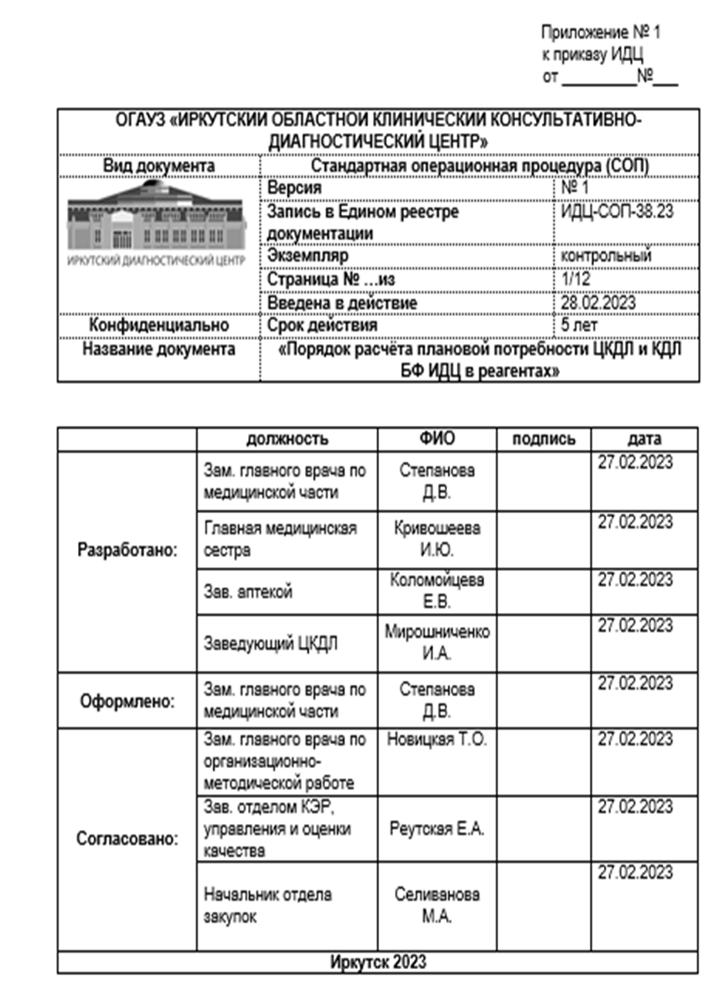 Приложение № 1
к приказу ИДЦ
от _________№___
ОГАУЗ «ИРКУТСКИЙ ОБЛАСТНОЙ КЛИНИЧЕСКИЙ КОНСУЛЬТАТИВНО-
ДИАГНОСТИЧЕСКИЙ ЦЕНТР»
Вид документа Стандартная операционная процедура (СОП)
Версия № 1
Запись в Едином реестре ИДЦ-СОП-38.23
документации
Экземпляр контрольный
ИРКУТСКИЙ ДИАГНОСТИЧЕСКИЙ ЦЕНТР
Страница № ...из 1/12
Введена в действие 28.02.2023
Конфиденциально Срок действия 5 лет
Название документа «Порядок расчёта плановой потребности ЦКДЛ и КДЛ
БФ ИДЦ в реагентах»
должность ФИО подпись дата
Разработано:
Зам. главного врача по Степанова 27.02.2023
медицинской части Д.В.
Главная медицинская Кривошеева 27.02.2023
сестра И.Ю.
Зав. аптекой Коломойцева 27.02.2023
Е.В.
Заведующий ЦКДЛ Мирошниченко 27.02.2023
И.А.
Оформлено:
Зам. главного врача по Степанова 27.02.2023
медицинской части Д.В.
Согласовано:
Зам. главного врача по Новицкая Т.О. 27.02.2023
организационно-
методической работе
Зав. отделом КЭР, 27.02.2023
управления и оценки Реутская Е.А.
качества
Начальник отдела Селиванова 27.02.2023
закупок М.А.
Иркутск 2023